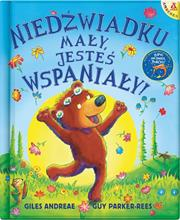 NIEDŹWIADKU
MAŁY, JESTEŚ
WSPANIAŁY!
GILES ANDREAE
GUY PARKER-REES